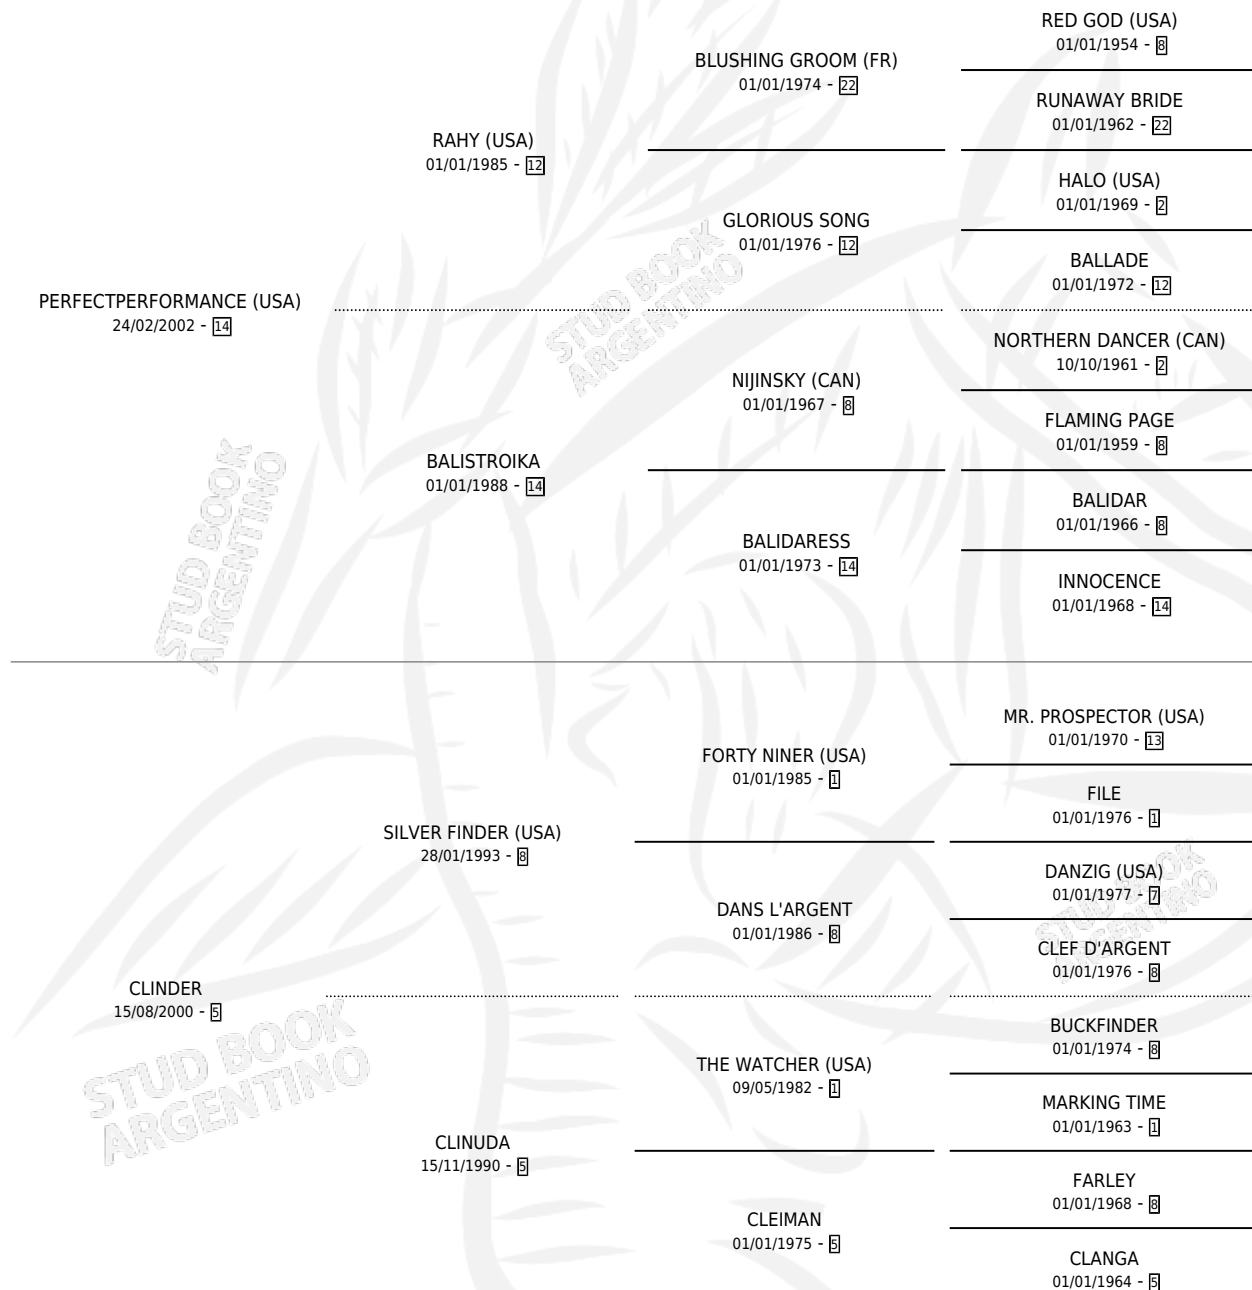 RED GOD (USA)
01/01/1954 - 8
BLUSHING GROOM (FR)
01/01/1974 - 22
RUNAWAY BRIDE
01/01/1962 - 22
RAHY (USA)
01/01/1985 - 12
HALO (USA)
01/01/1969 - 2
GLORIOUS SONG
01/01/1976 - 12
BALLADE
01/01/1972 - 12
PERFECTPERFORMANCE (USA)
24/02/2002 - 14
NORTHERN DANCER (CAN)
10/10/1961 - 2
NIJINSKY (CAN)
01/01/1967 - 8
FLAMING PAGE
01/01/1959 - 8
BALISTROIKA
01/01/1988 - 14
BALIDAR
01/01/1966 - 8
BALIDARESS
01/01/1973 - 14
INNOCENCE
01/01/1968 - 14
STUD BOOK
ARGENTINO
STUD BOOK
ARGENTINO
MR. PROSPECTOR (USA)
01/01/1970 - 13
FORTY NINER (USA)
01/01/1985 - 1
FILE
01/01/1976 - 1
SILVER FINDER (USA)
28/01/1993 - 8
DANZIG (USA)
01/01/1977 - 7
DANS L'ARGENT
01/01/1986 - 8
CLEF D'ARGENT
01/01/1976 - 8
CLINDER
15/08/2000 - 5
BUCKFINDER
01/01/1974 - 8
THE WATCHER (USA)
09/05/1982 - 1
MARKING TIME
01/01/1963 - 1
CLINUDA
15/11/1990 - 5
FARLEY
01/01/1968 - 8
CLEIMAN
01/01/1975 - 5
CLANGA
01/01/1964 - 5
STUD BOOK
ARGENTINO
STUD BOOK
ARGENTINO